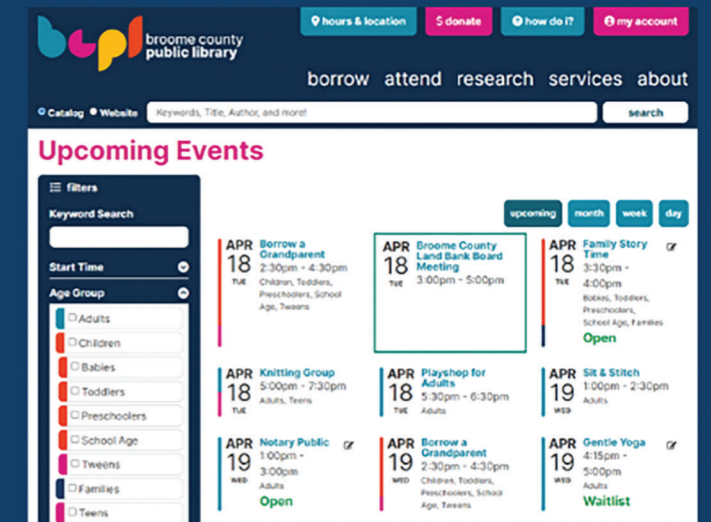 bcpl
broome county
public library
hours & location
$ donate
how do i?
my account
borrow attend research services about
Catalog Website
Keywords, Title, Author, and more!
search
Upcoming Events
filters
Keyword Search
Start Time
Age Group
Adults
Children
Babies
Toddlers
Preschoolers
School Age
Tweens
Families
Teens
upcoming month week day
APR
18
TUE
Borrow a
Grandparent
2:30pm - 4:30pm
Children, Toddlers,
Preschoolers, School
Age, Tweens
APR
18
TUE
Broome County
Land Bank Board
Meeting
3:00pm - 5:00pm
APR
18
TUE
Family Story
Time
3:30pm -
4:00pm
Babies, Toddlers,
Preschoolers,
School Age, Families
Open
APR
18
TUE
Knitting Group
5:00pm - 7:30pm
Adults, Teens
APR
18
TUE
Playshop for
Adults
5:30pm - 6:30pm
Adults
APR
19
WED
Sit & Stitch
1:00pm - 2:30pm
Adults
APR
19
WED
Notary Public
1:00pm -
3:00pm
Adults
Open
APR
19
WED
Borrow a
Grandparent
2:30pm - 4:30pm
Children, Toddlers,
Preschoolers, School
Age, Tweens
APR
19
WED
Gentle Yoga
4:15pm -
5:00pm
Adults
Waitlist